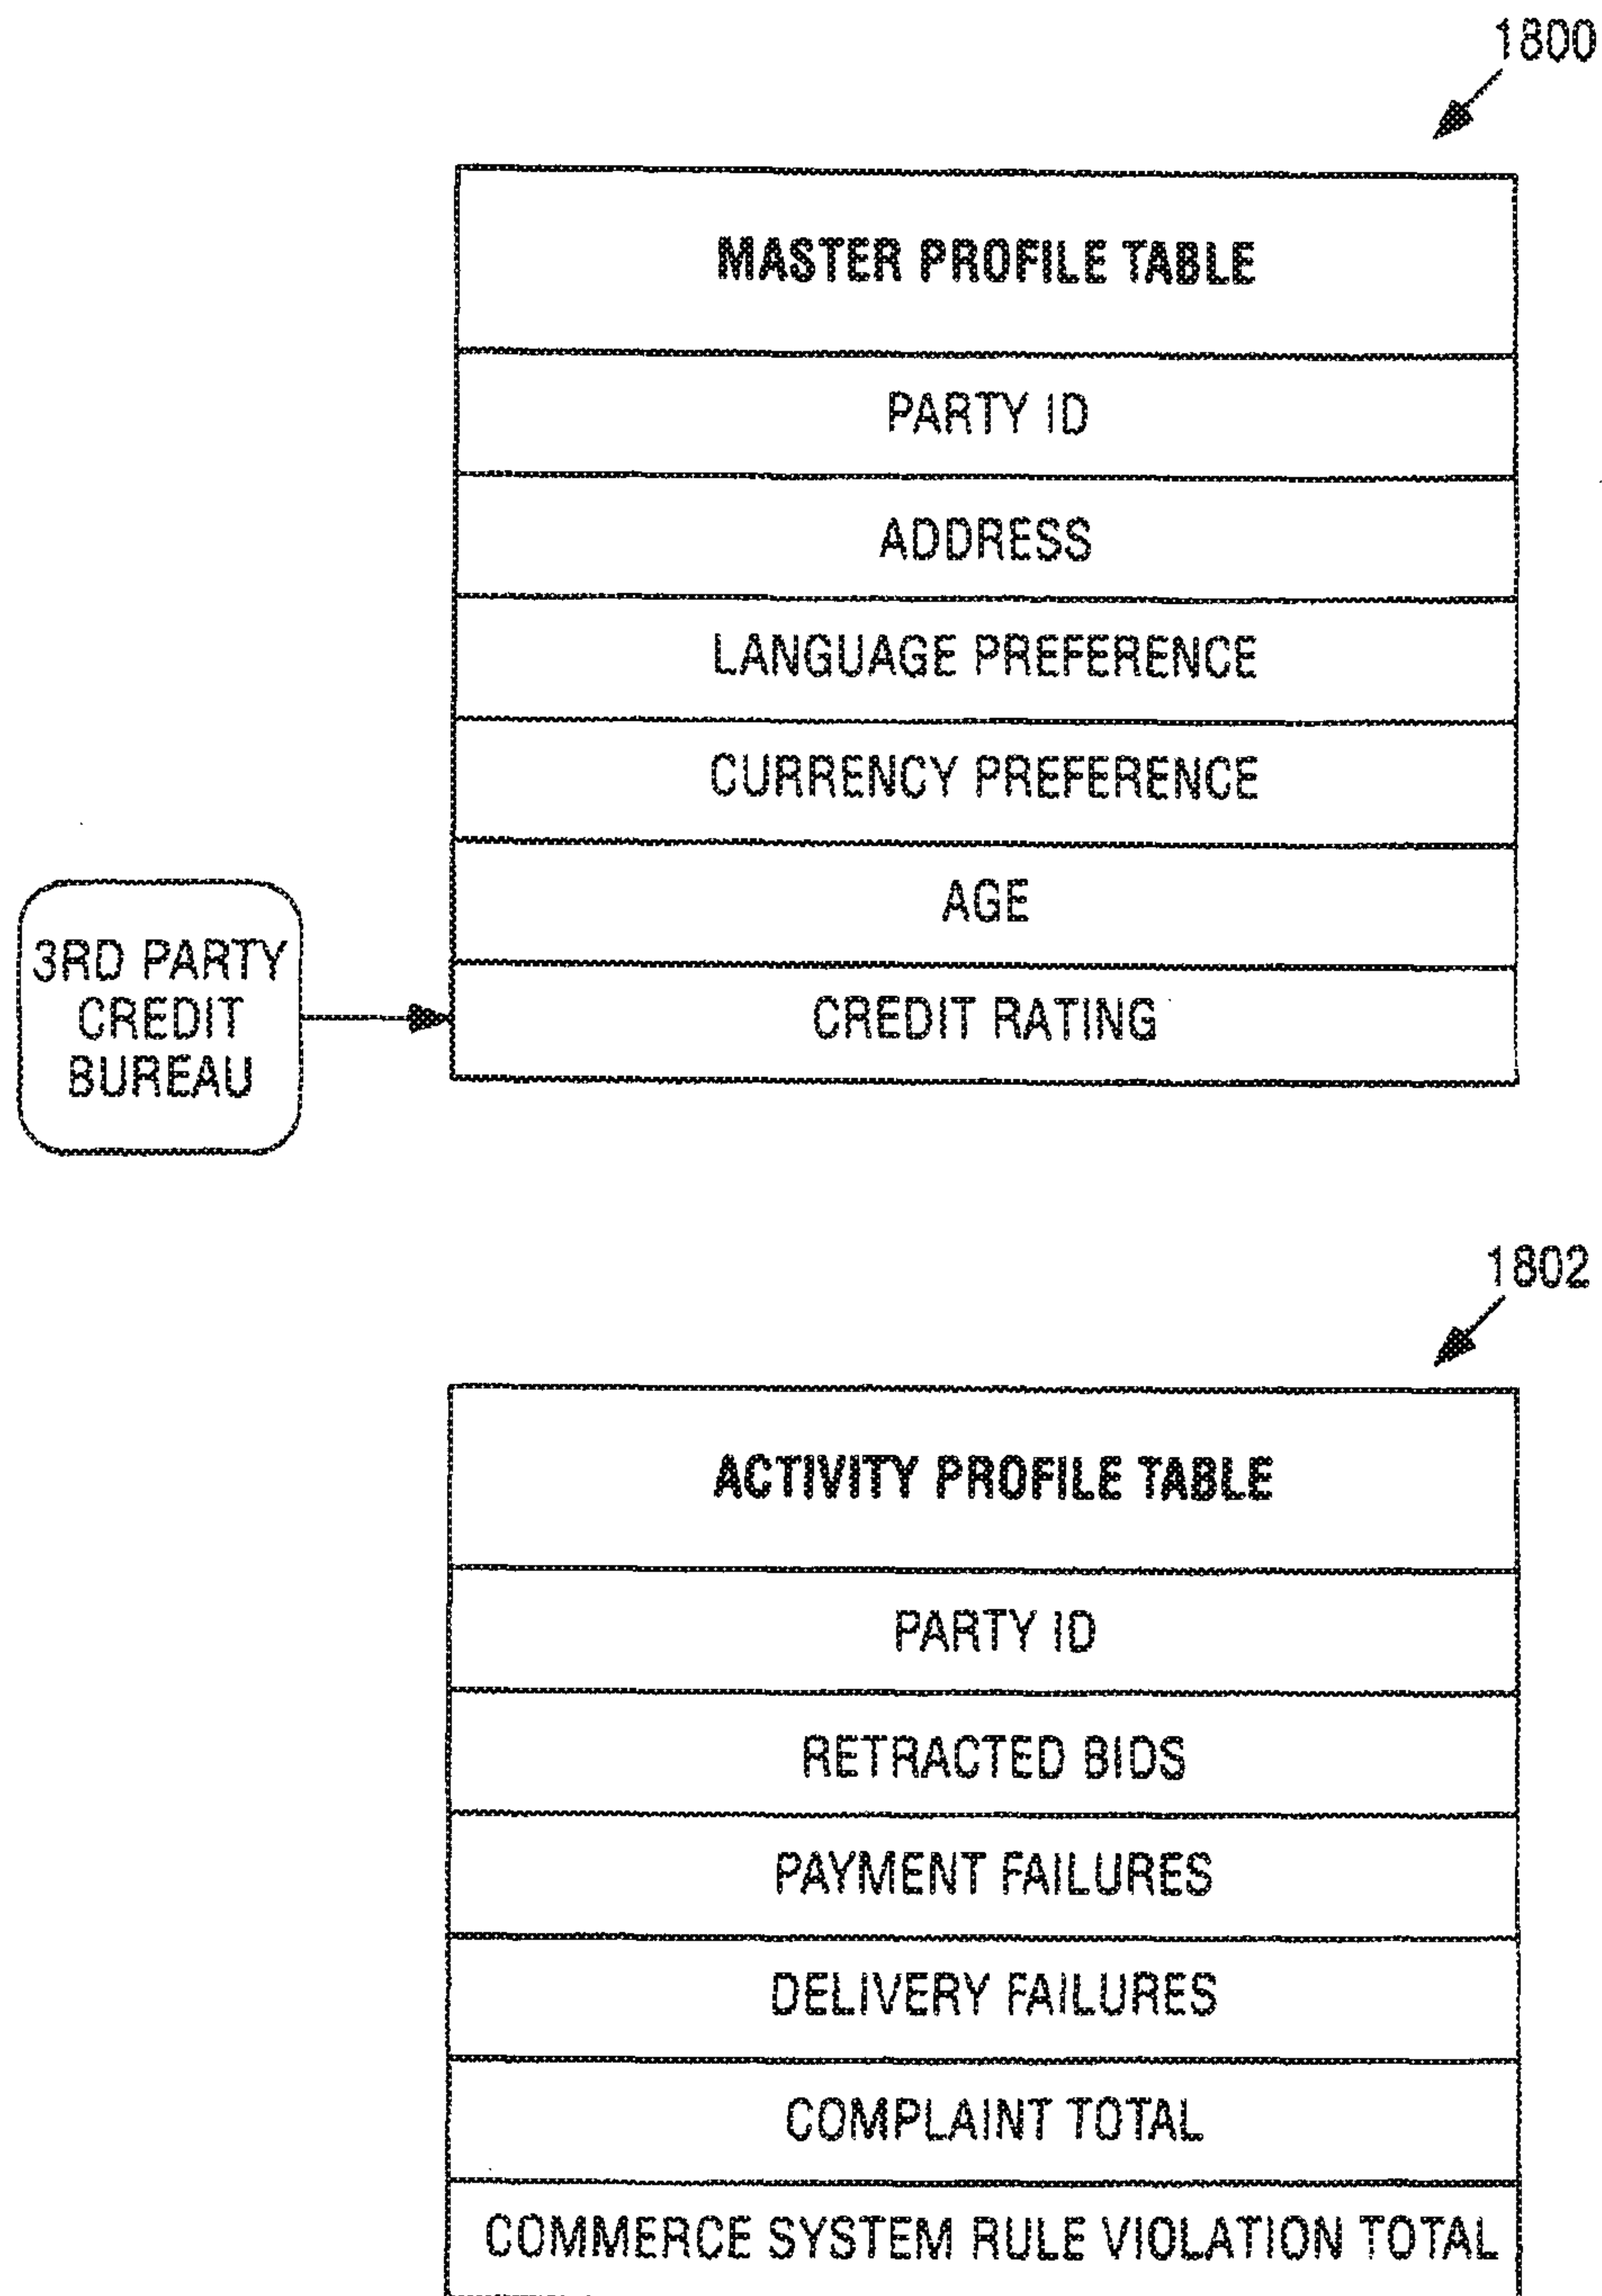 1800
MASTER PROFILE TABLE
PARTY ID
ADDRESS
LANGUAGE PREFERENCE
CURRENCY PREFERENCE
AGE
3RD PARTY
CREDIT
BUREAU
CREDIT RATING
1802
ACTIVITY PROFILE TABLE
PARTY ID
RETRACTED BIDS
PAYMENT FAILURES
DELIVERY FAILURES
COMPLAINT TOTAL
COMMERCE SYSTEM RULE VIOLATION TOTAL